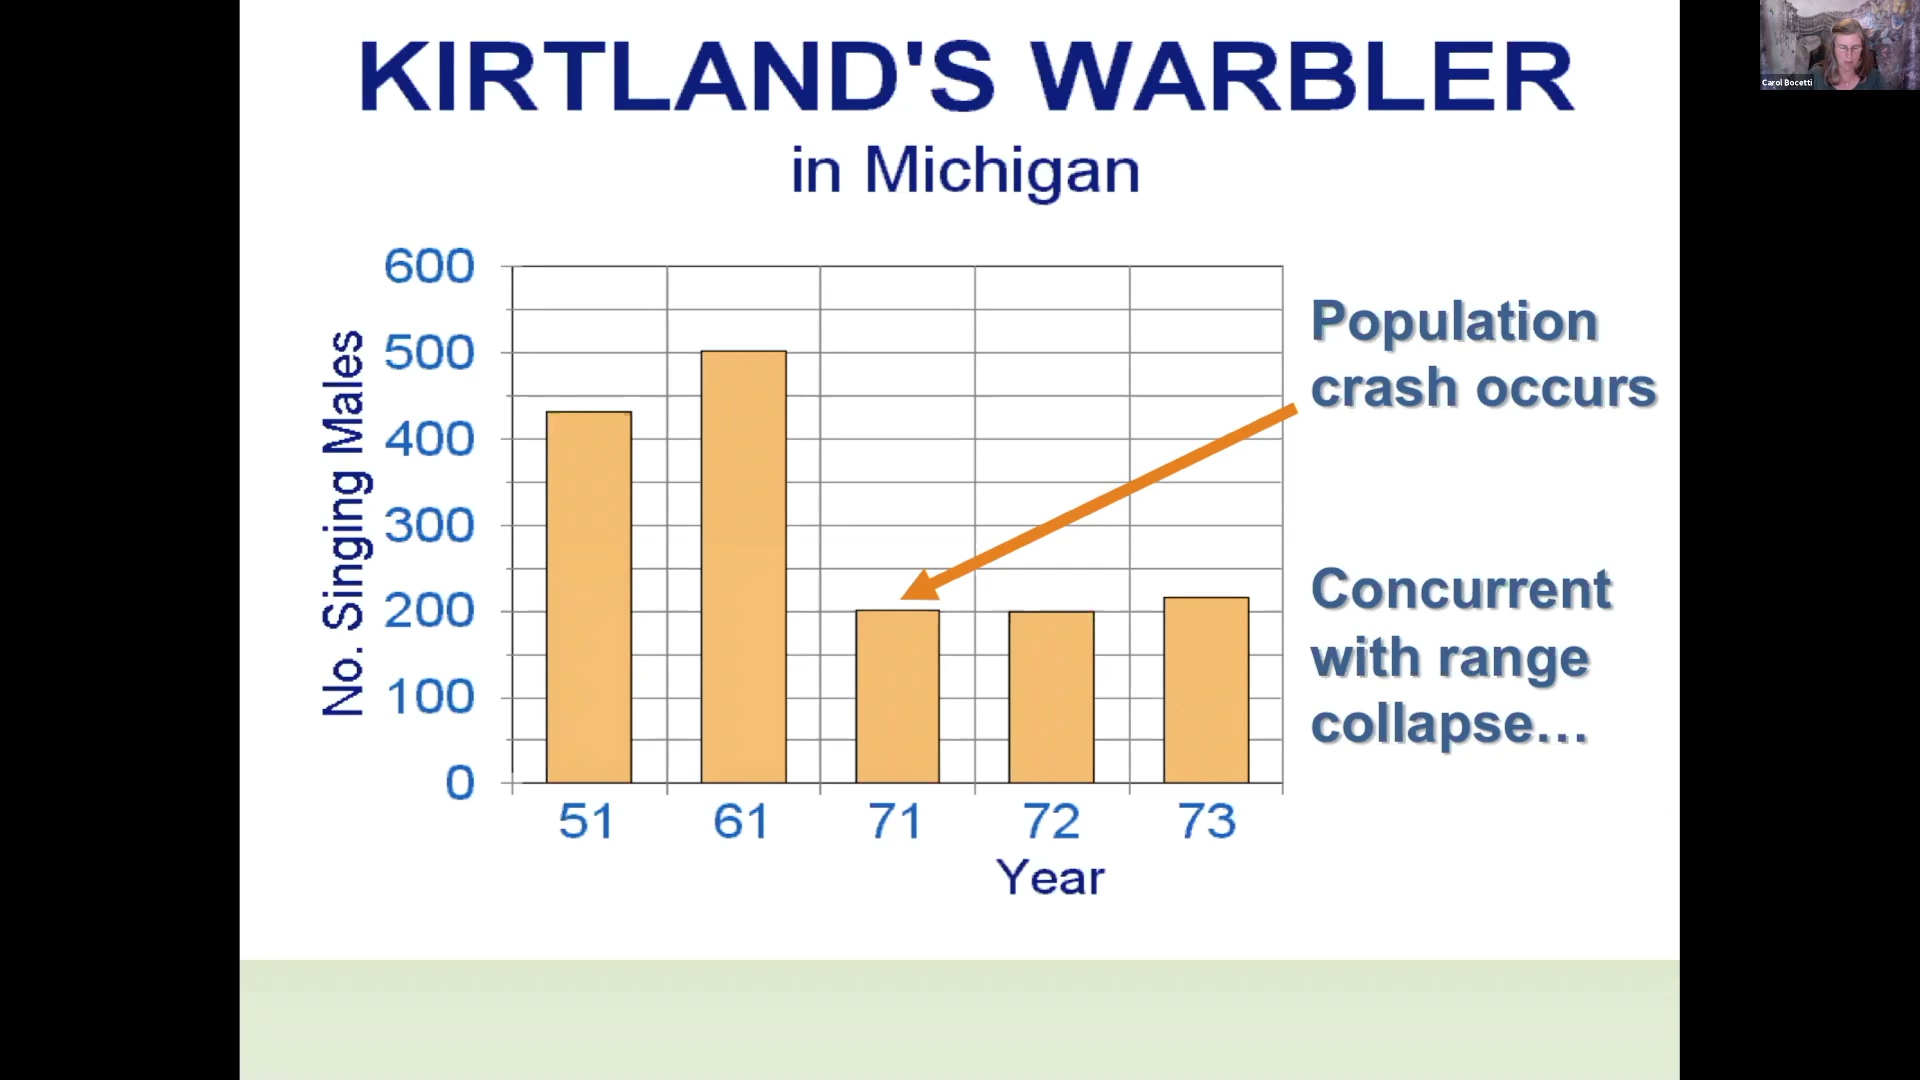 KIRTLAND'S WARBLER
in Michigan
Carol Bocetti
600
500
400
300
200
100
0
No. Singing Males
51 61 71 72 73
Year
Population
crash occurs
Concurrent
with range
collapse…